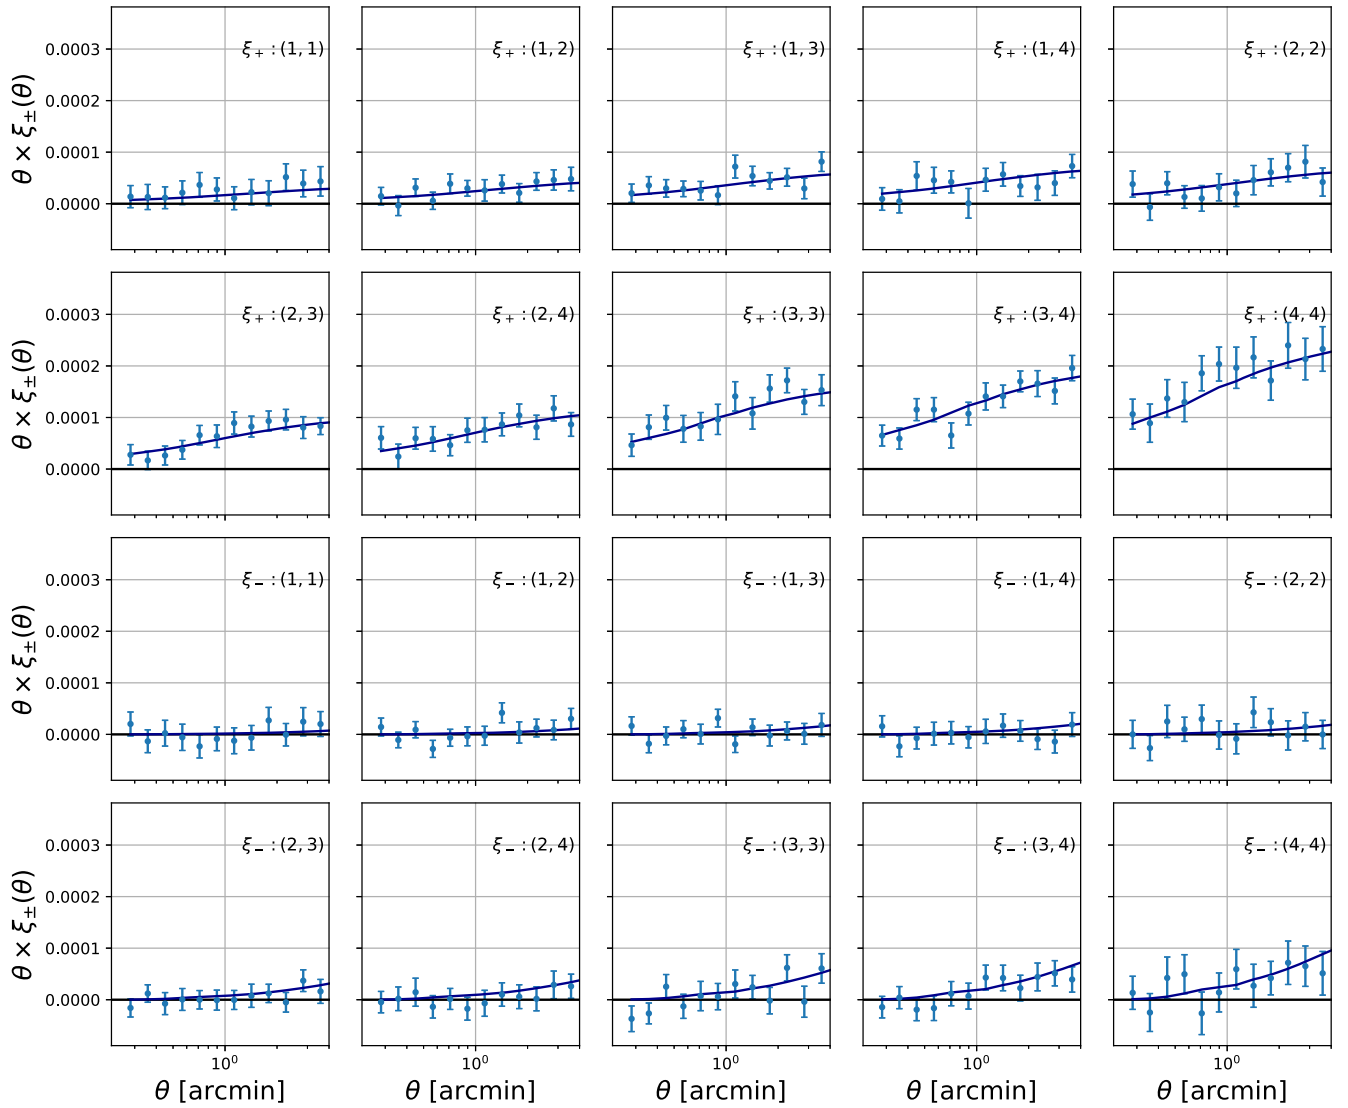 θ × ξ±(θ)
0.0003
0.0002
0.0001
0.0000
ξ+ : (1, 1)
ξ+ : (1, 2)
ξ+ : (1, 3)
ξ+ : (1, 4)
ξ+ : (2, 2)
θ × ξ±(θ)
0.0003
0.0002
0.0001
0.0000
ξ+ : (2, 3)
ξ+ : (2, 4)
ξ+ : (3, 3)
ξ+ : (3, 4)
ξ+ : (4, 4)
θ × ξ±(θ)
0.0003
0.0002
0.0001
0.0000
ξ− : (1, 1)
ξ− : (1, 2)
ξ− : (1, 3)
ξ− : (1, 4)
ξ− : (2, 2)
θ × ξ±(θ)
0.0003
0.0002
0.0001
0.0000
ξ− : (2, 3)
ξ− : (2, 4)
ξ− : (3, 3)
ξ− : (3, 4)
ξ− : (4, 4)
10⁰
10⁰
10⁰
10⁰
10⁰
θ [arcmin]
θ [arcmin]
θ [arcmin]
θ [arcmin]
θ [arcmin]